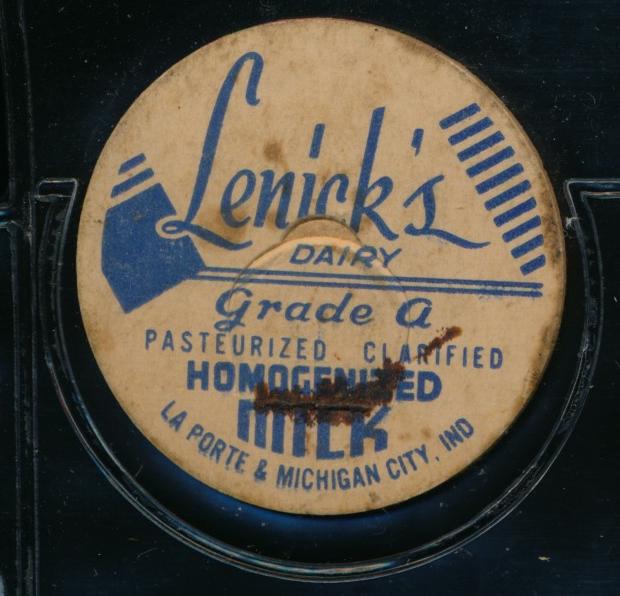 Lenick's
DAIRY
Grade A
PASTEURIZED CLARIFIED
HOMOGENIZED
MILK
LA PORTE & MICHIGAN CITY, IND